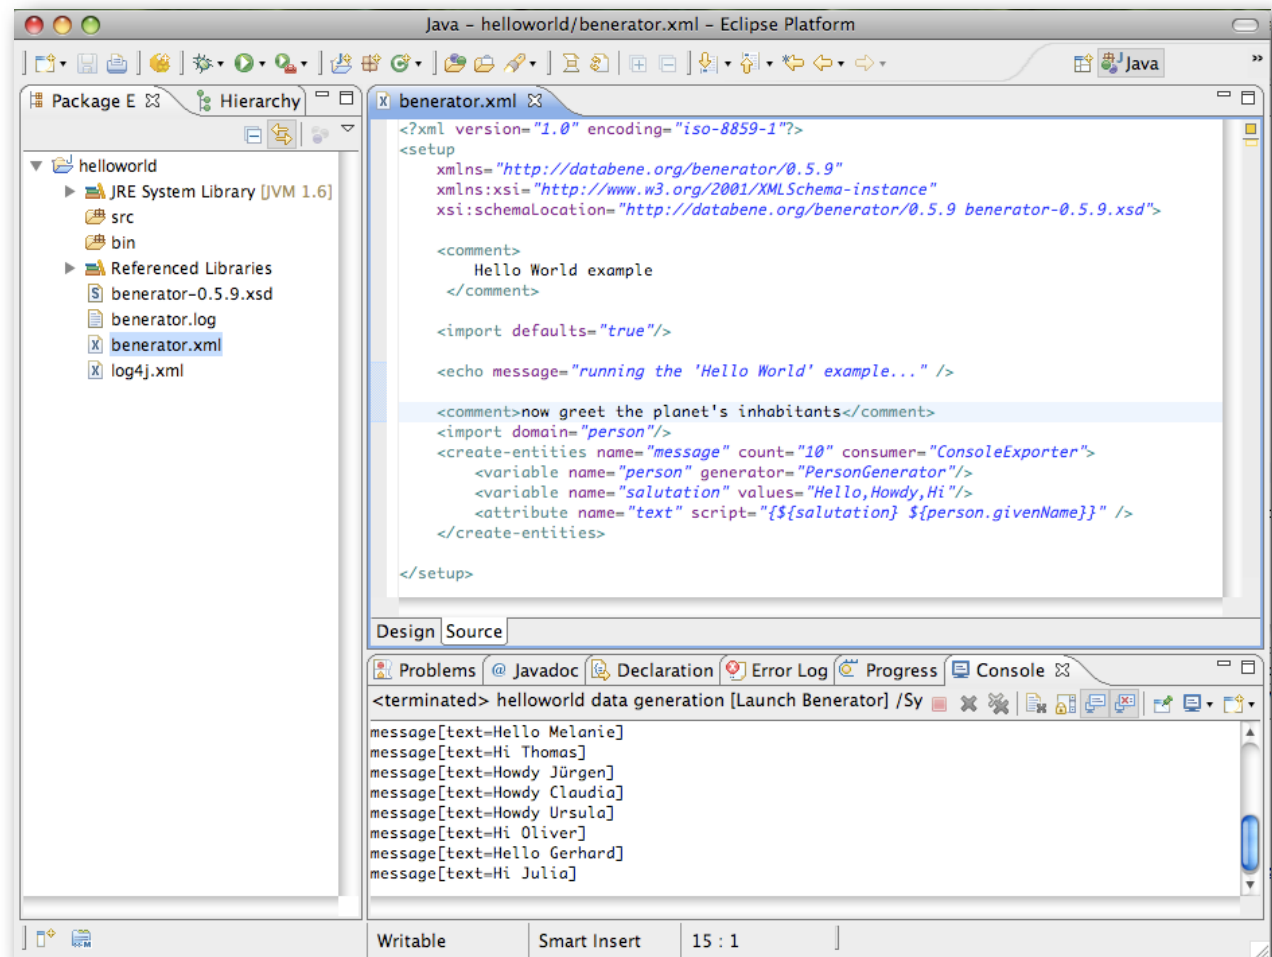 Java – helloworld/benerator.xml – Eclipse Platform
Java
»
Package E
Hierarchy
helloworld
JRE System Library [JVM 1.6]
src
bin
Referenced Libraries
benerator-0.5.9.xsd
benerator.log
benerator.xml
log4j.xml
benerator.xml
<?xml version="1.0" encoding="iso-8859-1"?>
<setup
xmlns="http://databene.org/benerator/0.5.9"
xmlns:xsi="http://www.w3.org/2001/XMLSchema-instance"
xsi:schemaLocation="http://databene.org/benerator/0.5.9 benerator-0.5.9.xsd">
<comment>
Hello World example
</comment>
<import defaults="true"/>
<echo message="running the 'Hello World' example..." />
<comment>now greet the planet's inhabitants</comment>
<import domain="person"/>
<create-entities name="message" count="10" consumer="ConsoleExporter">
<variable name="person" generator="PersonGenerator"/>
<variable name="salutation" values="Hello,Howdy,Hi"/>
<attribute name="text" script="{${salutation} ${person.givenName}}" />
</create-entities>
</setup>
Design Source
Problems @ Javadoc Declaration Error Log Progress Console
<terminated> helloworld data generation [Launch Benerator] /Sy
message[text=Hello Melanie]
message[text=Hi Thomas]
message[text=Howdy Jürgen]
message[text=Howdy Claudia]
message[text=Howdy Ursula]
message[text=Hi Oliver]
message[text=Hello Gerhard]
message[text=Hi Julia]
Writable Smart Insert 15 : 1